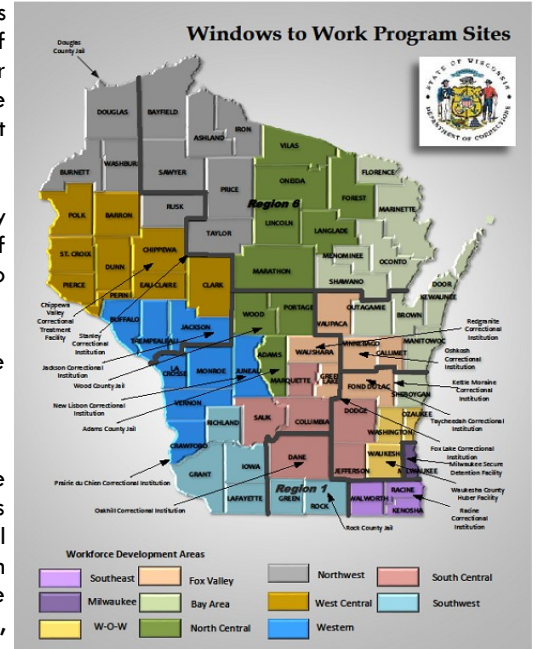 Windows to Work Program Sites
STATE OF WISCONSIN
DEPARTMENT OF CORRECTIONS
Douglas
County Jail
DOUGLAS
BAYFIELD
ASHLAND
IRON
VILAS
BURNETT
WASHBUR
SAWYER
PRICE
ONEIDA
FLORENCE
FOREST
MARINETTE
Region 6
POLK
BARRON
RUSK
TAYLOR
LINCOLN
LANGLADE
ST. CROIX
DUNN
CHIPPEWA
MARATHON
MENOMINEE
OCONTO
SHAWANO
DOOR
PIERCE
PEPIN
EAU CLAIRE
CLARK
KEWAUNEE
BUFFALO
TREMPEALEAU
JACKSON
WOOD
PORTAGE
WAUPACA
OUTAGAMIE
BROWN
MANITOWOC
Chippewa
Valley
Correctional
Treatment
Facility
Stanley
Correctional
Institution
Jackson Correctional
Institution
Wood County Jail
New Lisbon Correctional
Institution
Adams County Jail
Prairie du Chien Correctional Institution
Oakhill Correctional Institution
LA
CROSSE
MONROE
JUNEAU
ADAMS
WAUSHARA
WINNEBAGO
CALUMET
MARQUETTE
GREEN
LAKE
FOND DU LAC
SHEBOYGAN
VERNON
RICHLAND
SAUK
COLUMBIA
DODGE
WASHINGTON
OZAUKEE
CRAWFORD
GRANT
IOWA
DANE
JEFFERSON
WAUKESH
MILWAUKEE
LAFAYETTE
Region 1
GREEN
ROCK
WALWORTH
RACINE
KENOSHA
Redgranite
Correctional
Institution
Oshkosh
Correctional
Institution
Kettle Moraine
Correctional
Institution
Taycheedah Correctional
Institution
Fox Lake Correctional
Institution
Milwaukee Secure
Detention Facility
Waukesha County
Huber Facility
Racine
Correctional
Institution
Rock County Jail
Workforce Development Areas
Southeast
Fox Valley
Northwest
South Central
Milwaukee
Bay Area
West Central
Southwest
W-O-W
North Central
Western